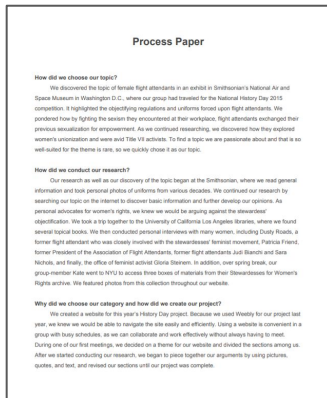 Process Paper
How did we choose our topic?
We discovered the topic of female flight attendants in an exhibit in Smithsonian's National Air and
Space Museum in Washington D.C., where our group had traveled for the National History Day 2015
competition. It highlighted the objectifying regulations and uniforms forced upon flight attendants. We
pondered how by fighting the sexism they encountered at their workplace, flight attendants exchanged their
previous sexualization for empowerment. As we continued researching, we discovered how they explored
women's unionization and were avid Title VII activists. To find a topic we are passionate about and that is so
well-suited for the theme is rare, so we quickly chose it as our topic.
How did we conduct our research?
Our research as well as our discovery of the topic began at the Smithsonian, where we read general
information and took personal photos of uniforms from various decades. We continued our research by
searching our topic on the internet to discover basic information and further develop our opinions. As
personal advocates for women's rights, we knew we would be arguing against the stewardess'
objectification. We took a trip together to the University of California Los Angeles libraries, where we found
several topical books. We then conducted personal interviews with many women, including Dusty Roads, a
former flight attendant who was closely involved with the stewardesses' feminist movement, Patricia Friend,
former President of the Association of Flight Attendants, former flight attendants Judi Bianchi and Sara
Nichols, and finally, the office of feminist activist Gloria Steinem. In addition, over spring break, our
group-member Kate went to NYU to access three boxes of materials from their Stewardesses for Women's
Rights archive. We featured photos from this collection throughout our website.
Why did we choose our category and how did we create our project?
We created a website for this year's History Day project. Because we used Weebly for our project last
year, we knew we would be able to navigate the site easily and efficiently. Using a website is convenient in a
group with busy schedules, as we can collaborate and work effectively without always having to meet.
During one of our first meetings, we decided on a theme for our website and divided the sections among us.
After we started conducting our research, we began to piece together our arguments by using pictures,
quotes, and text, and revised our sections until our project was complete.